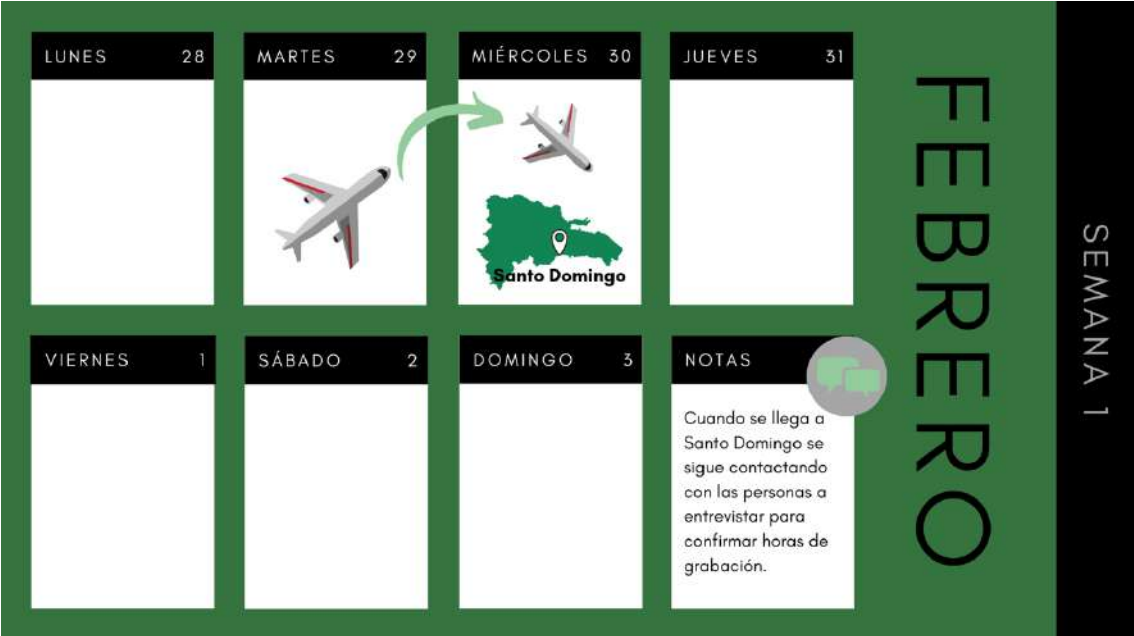 LUNES 28
MARTES 29
MIÉRCOLES 30
JUEVES 31
Santo Domingo
VIERNES 1
SÁBADO 2
DOMINGO 3
NOTAS
Cuando se llega a
Santo Domingo se
sigue contactando
con las personas a
entrevistar para
confirmar horas de
grabación.
FEBRERO
SEMANA 1